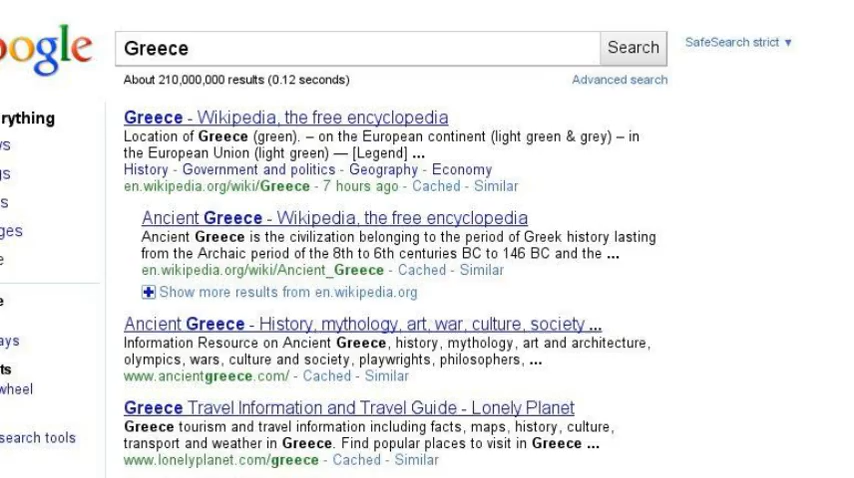 oogle
Greece
Search
SafeSearch strict ▼
About 210,000,000 results (0.12 seconds)
Advanced search
rything
Greece - Wikipedia, the free encyclopedia
Location of Greece (green). – on the European continent (light green & grey) – in
the European Union (light green) — [Legend] ...
History - Government and politics - Geography - Economy
en.wikipedia.org/wiki/Greece - 7 hours ago - Cached - Similar
Ancient Greece - Wikipedia, the free encyclopedia
Ancient Greece is the civilization belonging to the period of Greek history lasting
from the Archaic period of the 8th to 6th centuries BC to 146 BC and the ...
en.wikipedia.org/wiki/Ancient_Greece - Cached - Similar
Show more results from en.wikipedia.org
Ancient Greece - History, mythology, art, war, culture, society ...
Information Resource on Ancient Greece, history, mythology, art and architecture,
olympics, wars, culture and society, playwrights, philosophers, ...
www.ancientgreece.com/ - Cached - Similar
Greece Travel Information and Travel Guide - Lonely Planet
Greece tourism and travel information including facts, maps, history, culture,
transport and weather in Greece. Find popular places to visit in Greece ...
www.lonelyplanet.com/greece - Cached - Similar
vs
gs
s
ges
e
e
ays
ts
wheel
search tools